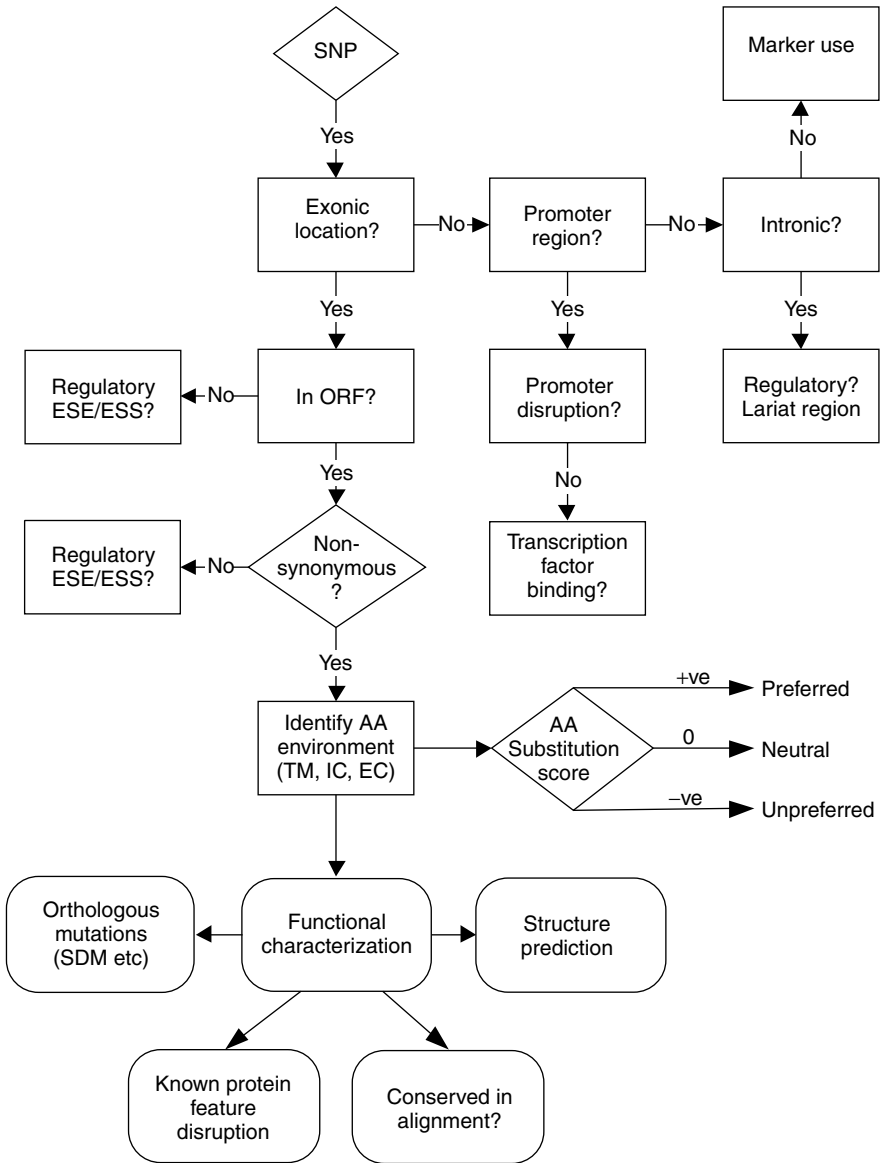 SNP
Marker use
Yes
No
Exonic
location?
No
Promoter
region?
No
Intronic?
Yes
Yes
Yes
Regulatory
ESE/ESS?
No
In ORF?
Promoter
disruption?
Regulatory?
Lariat region
Yes
No
Regulatory
ESE/ESS?
No
Non-
synonymous
?
Transcription
factor
binding?
Yes
Identify AA
environment
(TM, IC, EC)
AA
Substitution
score
+ve
Preferred
0
Neutral
−ve
Unpreferred
Orthologous
mutations
(SDM etc)
Functional
characterization
Structure
prediction
Known protein
feature
disruption
Conserved in
alignment?